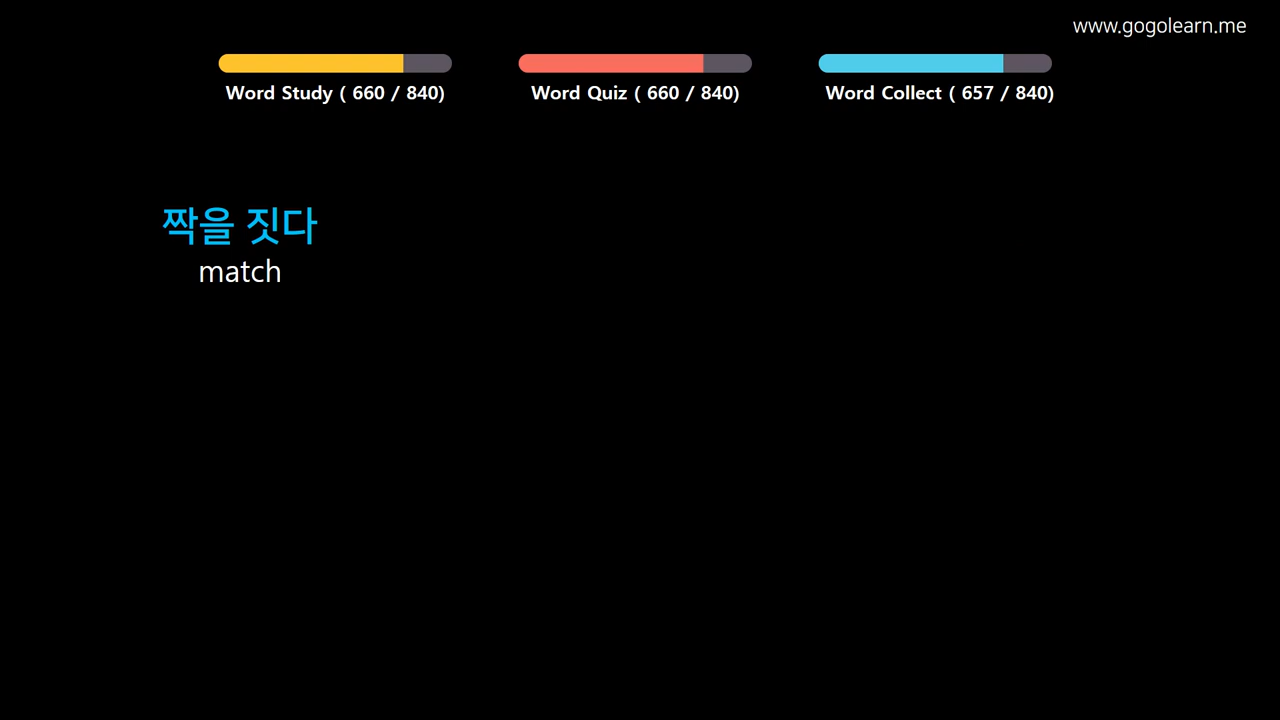 www.gogolearn.me
Word Study ( 660 / 840)
Word Quiz ( 660 / 840)
Word Collect ( 657 / 840)
짝을 짓다
match